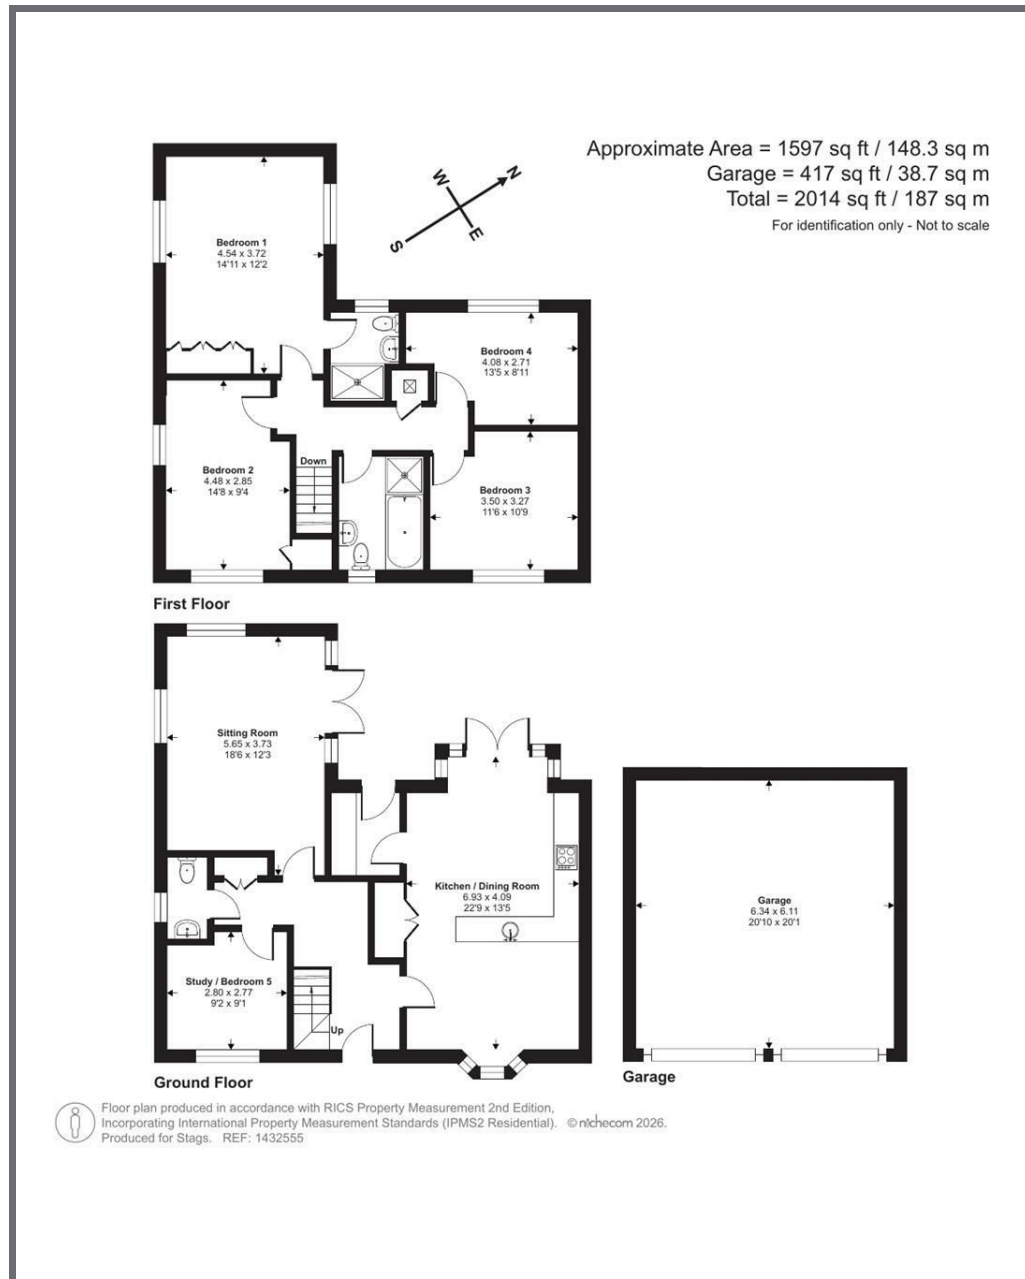 Approximate Area = 1597 sq ft / 148.3 sq m
Garage = 417 sq ft / 38.7 sq m
Total = 2014 sq ft / 187 sq m
For identification only - Not to scale
N
W
E
S
Bedroom 1
4.54 x 3.72
14'11 x 12'2
Bedroom 4
4.08 x 2.71
13'5 x 8'11
Bedroom 2
4.48 x 2.85
14'8 x 9'4
Down
Bedroom 3
3.50 x 3.27
11'6 x 10'9
First Floor
Sitting Room
5.65 x 3.73
18'6 x 12'3
Kitchen / Dining Room
6.93 x 4.09
22'9 x 13'5
Garage
6.34 x 6.11
20'10 x 20'1
Study / Bedroom 5
2.80 x 2.77
9'2 x 9'1
Up
Ground Floor
Garage
Floor plan produced in accordance with RICS Property Measurement 2nd Edition,
Incorporating International Property Measurement Standards (IPMS2 Residential). © nıchecom 2026.
Produced for Stags. REF: 1432555